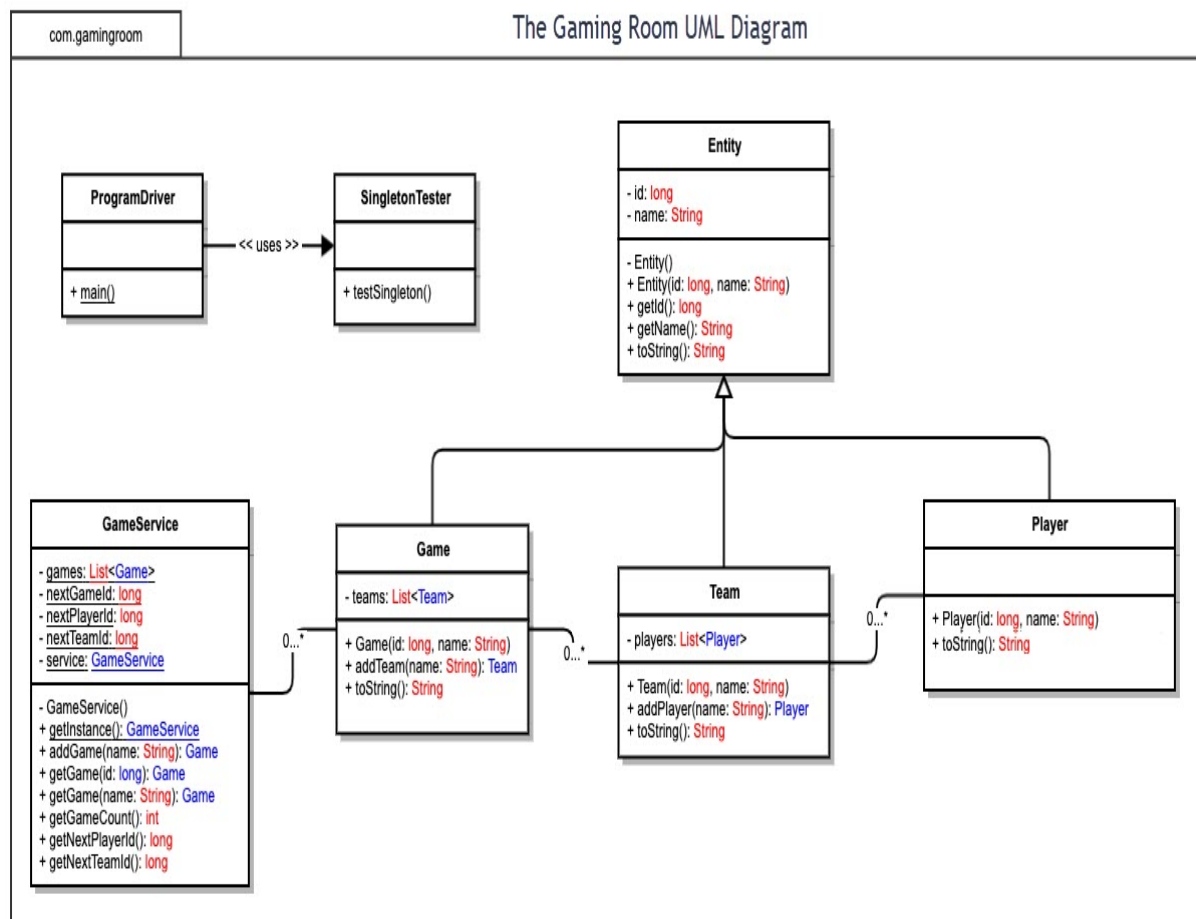 com.gamingroom
The Gaming Room UML Diagram
ProgramDriver
+ main()
<< uses >>
SingletonTester
+ testSingleton()
Entity
- id: long
- name: String
- Entity()
+ Entity(id: long, name: String)
+ getId(): long
+ getName(): String
+ toString(): String
GameService
- games: List<Game>
- nextGameId: long
- nextPlayerId: long
- nextTeamId: long
- service: GameService
- GameService()
+ getInstance(): GameService
+ addGame(name: String): Game
+ getGame(id: long): Game
+ getGame(name: String): Game
+ getGameCount(): int
+ getNextPlayerId(): long
+ getNextTeamId(): long
0...*
Game
- teams: List<Team>
+ Game(id: long, name: String)
+ addTeam(name: String): Team
+ toString(): String
0...*
Team
- players: List<Player>
+ Team(id: long, name: String)
+ addPlayer(name: String): Player
+ toString(): String
0...*
Player
+ Player(id: long, name: String)
+ toString(): String